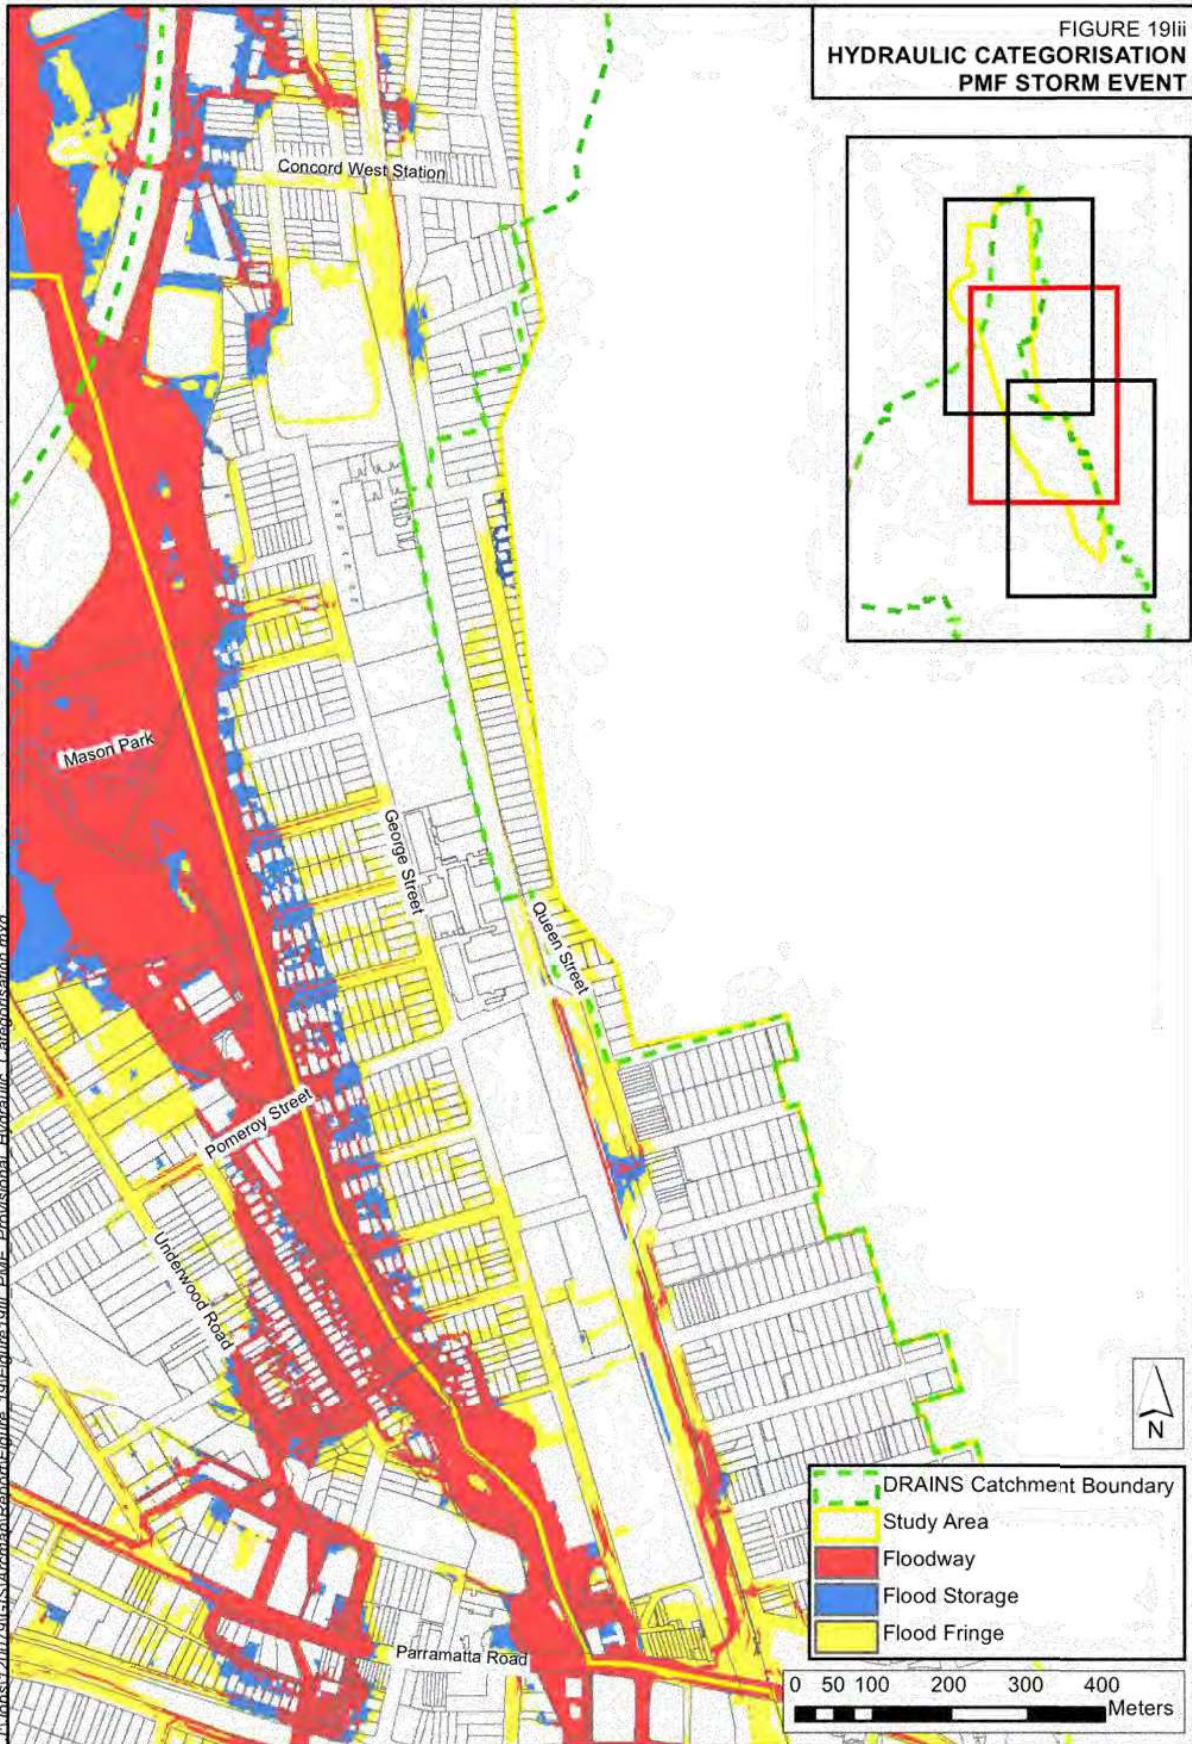 FIGURE 19Iii
HYDRAULIC CATEGORISATION
PMF STORM EVENT
Concord West Station
Mason Park
George Street
Queen Street
Pomeroy Street
Underwood Road
Parramatta Road
N
DRAINS Catchment Boundary
Study Area
Floodway
Flood Storage
Flood Fringe
0 50 100 200 300 400
Meters